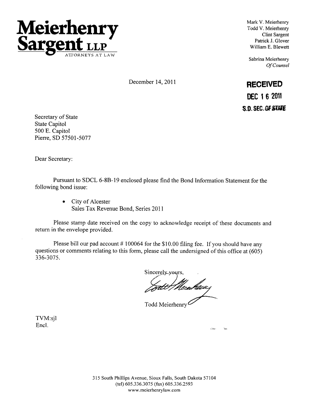 Meierhenry
Sargent LLP
ATTORNEYS AT LAW
Mark V. Meierhenry
Todd V. Meierhenry
Clint Sargent
Patrick J. Glover
William E. Blewett
Sabrina Meierhenry
Of Counsel
December 14, 2011
RECEIVED
DEC 16 2011
S.D. SEC. OF STATE
Secretary of State
State Capitol
500 E. Capitol
Pierre, SD 57501-5077
Dear Secretary:
Pursuant to SDCL 6-8B-19 enclosed please find the Bond Information Statement for the
following bond issue:
• City of Alcester
Sales Tax Revenue Bond, Series 2011
Please stamp date received on the copy to acknowledge receipt of these documents and
return in the envelope provided.
Please bill our pad account # 100064 for the $10.00 filing fee. If you should have any
questions or comments relating to this form, please call the undersigned of this office at (605)
336-3075.
Sincerely yours,
Todd Meierhenry
Todd Meierhenry
TVM:sjl
Encl.
315 South Phillips Avenue, Sioux Falls, South Dakota 57104
(tel) 605.336.3075 (fax) 605.336.2593
www.meierhenrylaw.com